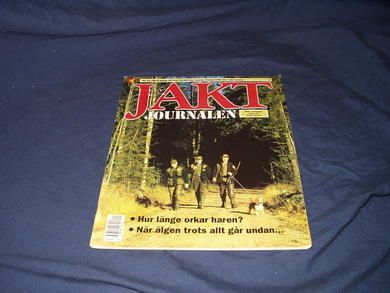 JAKT
JOURNALEN
• Hur länge orkar haren?
• När älgen trots allt går undan...